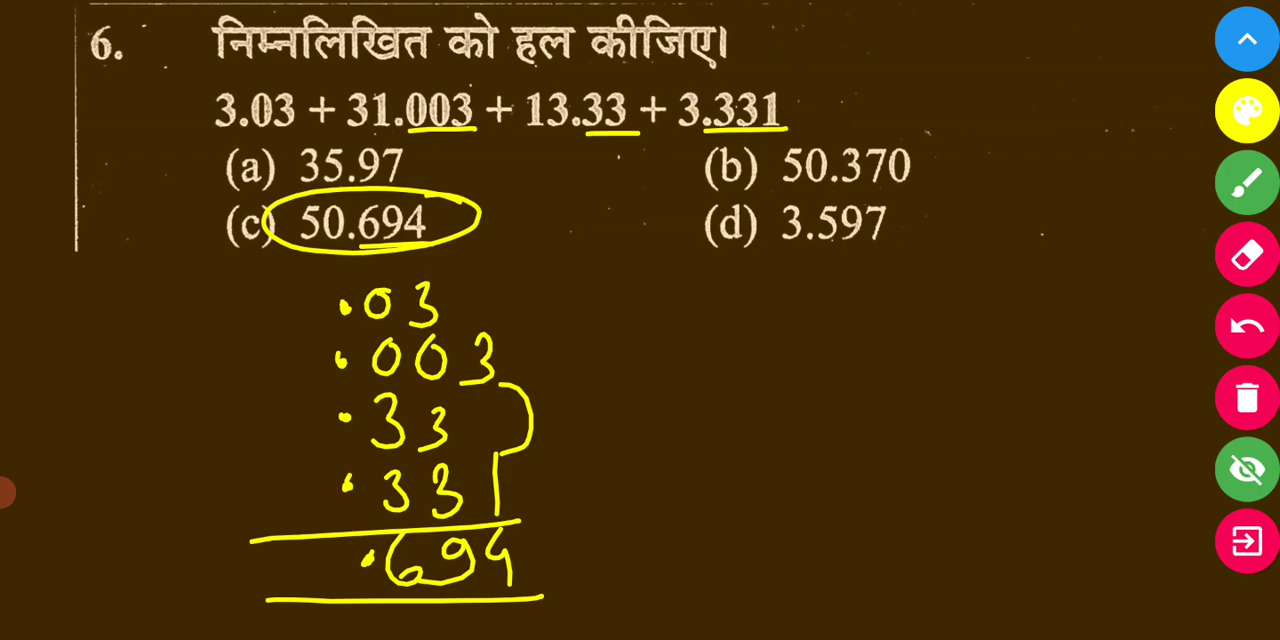 6. निम्नलिखित को हल कीजिए।
3.03 + 31.003 + 13.33 + 3.331
(a) 35.97 (b) 50.370
(c) 50.694 (d) 3.597
.03
.003
.33
.331
.694